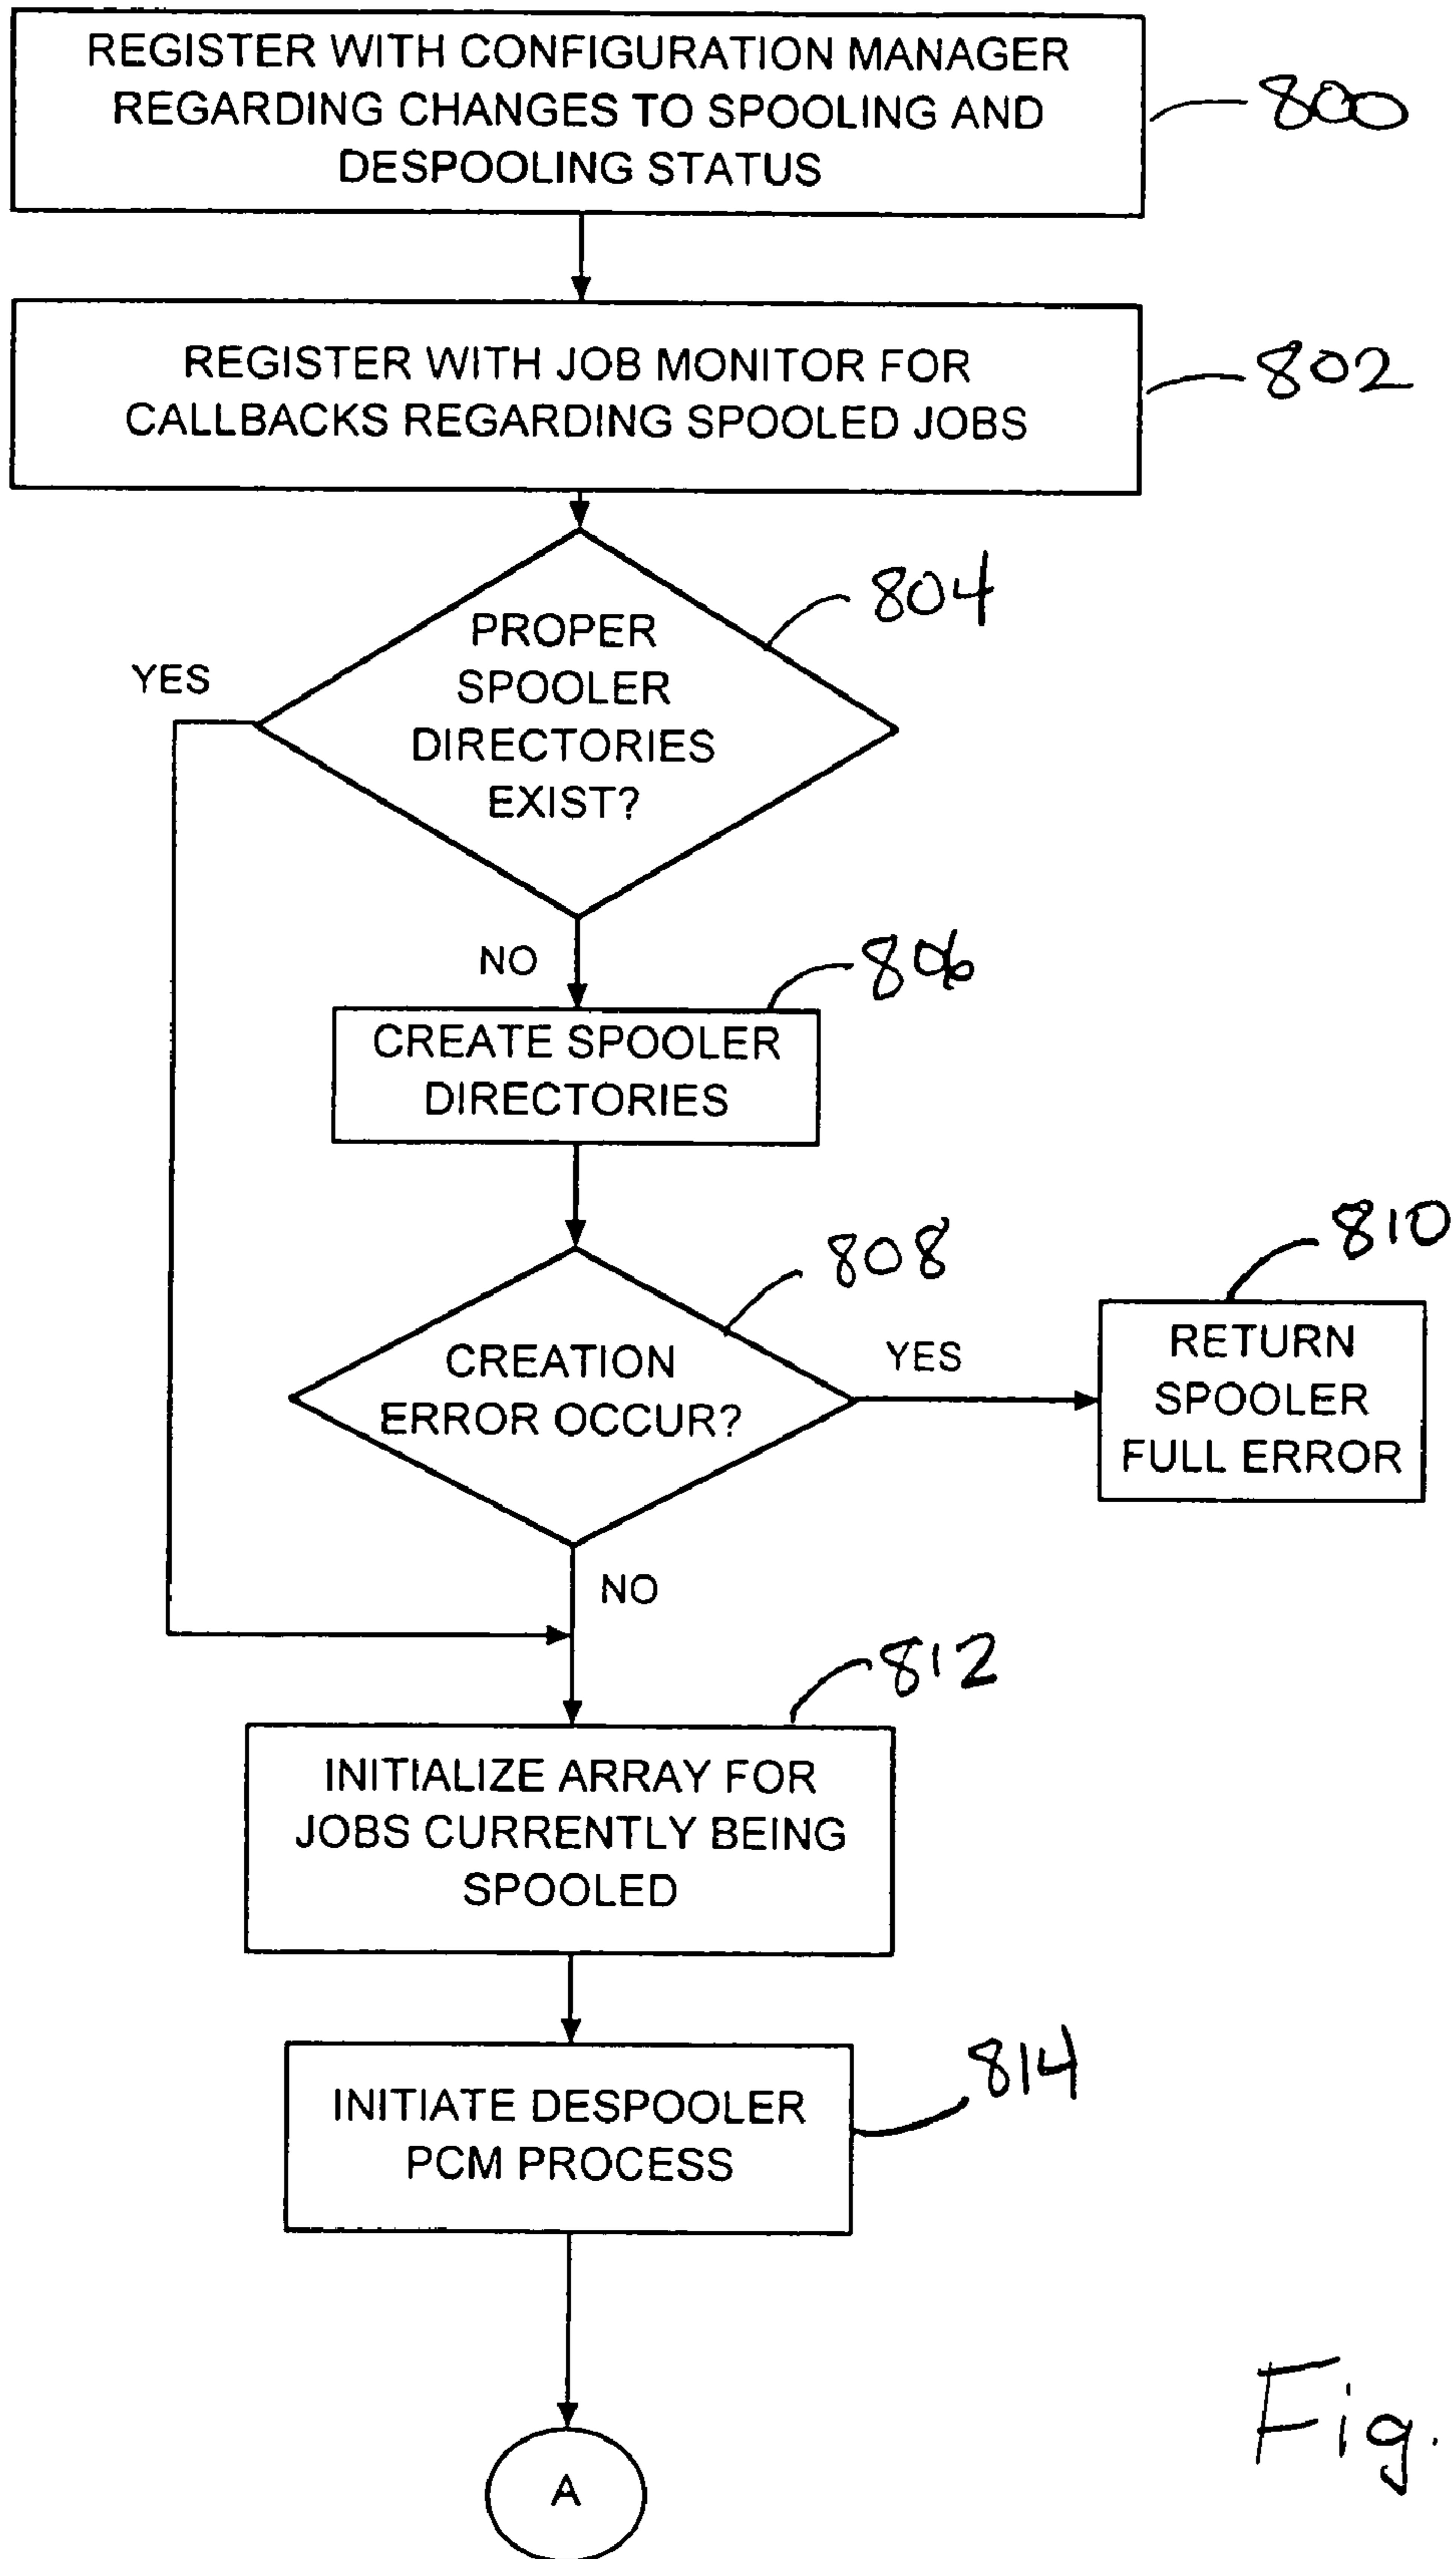 REGISTER WITH CONFIGURATION MANAGER
REGARDING CHANGES TO SPOOLING AND
DESPOOLING STATUS
800
REGISTER WITH JOB MONITOR FOR
CALLBACKS REGARDING SPOOLED JOBS
802
804
PROPER
SPOOLER
DIRECTORIES
EXIST?
YES
NO
806
CREATE SPOOLER
DIRECTORIES
808
810
CREATION
ERROR OCCUR?
YES
RETURN
SPOOLER
FULL ERROR
NO
812
INITIALIZE ARRAY FOR
JOBS CURRENTLY BEING
SPOOLED
814
INITIATE DESPOOLER
PCM PROCESS
Fig.
A